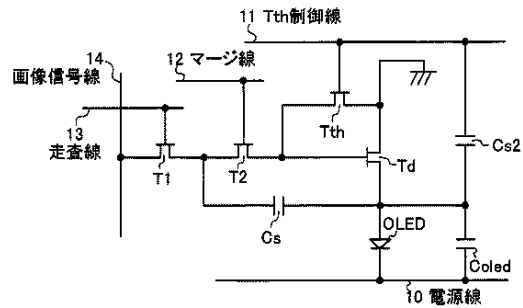 11 Tth制御線
14
12 マージ線
画像信号線
13
走査線
Tth
T1
T2
Td
Cs2
Cs
OLED
Coled
10 電源線